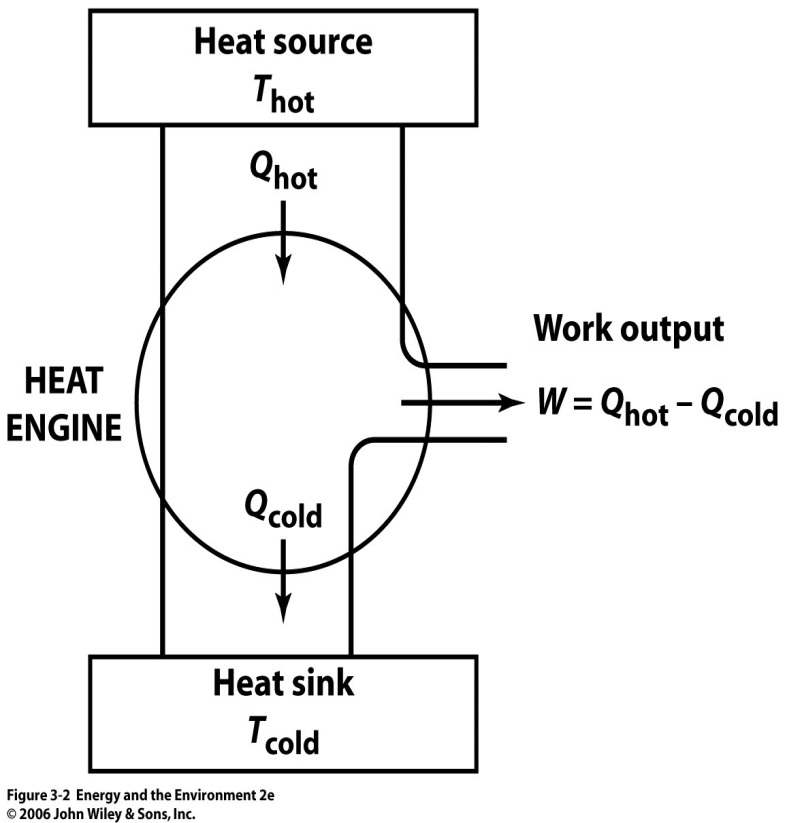 Heat source
Thot
Qhot
Work output
HEAT
ENGINE
W = Qhot – Qcold
Qcold
Heat sink
Tcold
Figure 3-2 Energy and the Environment 2e
© 2006 John Wiley & Sons, Inc.